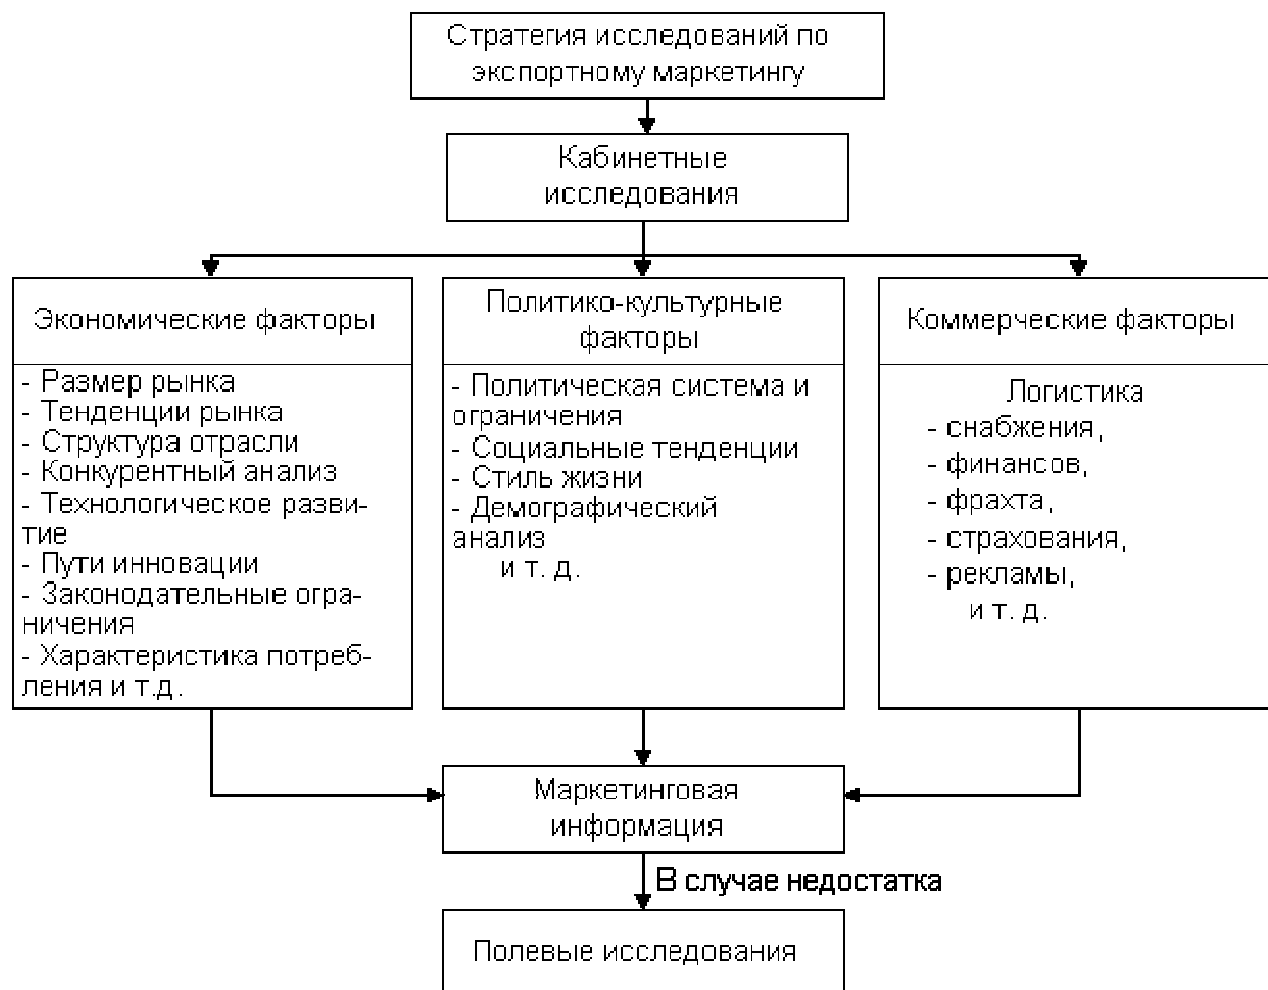 Стратегия исследований по
экспортному маркетингу
Кабинетные
исследования
Экономические факторы
- Размер рынка
- Тенденции рынка
- Структура отрасли
- Конкурентный анализ
- Технологическое разви-
тие
- Пути инновации
- Законодательные огра-
ничения
- Характеристика потреб-
ления и т.д.
Политико-культурные
факторы
- Политическая система и
ограничения
- Социальные тенденции
- Стиль жизни
- Демографический
анализ
и т. д.
Коммерческие факторы
Логистика
- снабжения,
- финансов,
- фрахта,
- страхования,
- рекламы,
и т. д.
Маркетинговая
информация
В случае недостатка
Полевые исследования